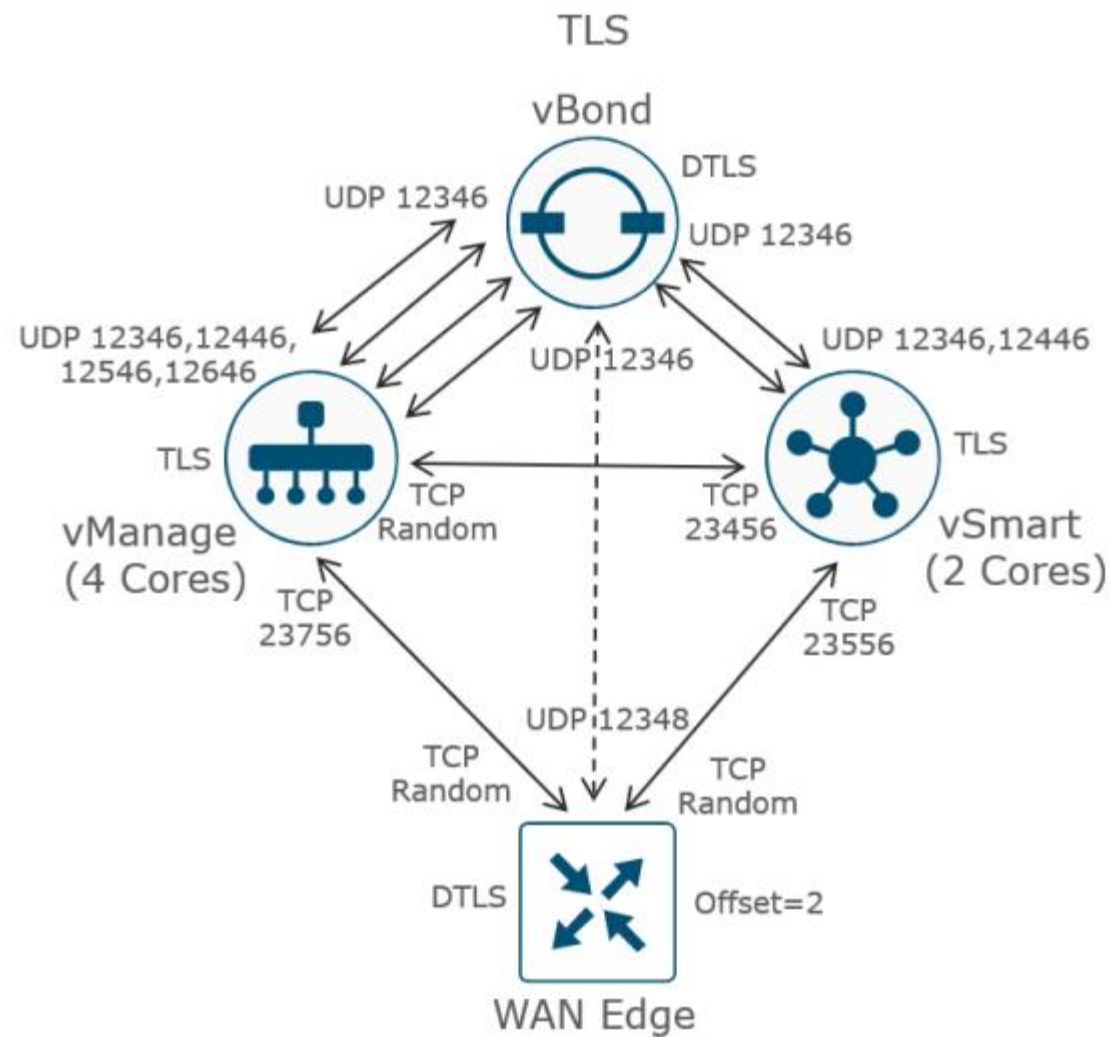 TLS
vBond
DTLS
UDP 12346
UDP 12346
UDP 12346,12446,
12546,12646
UDP 12346
UDP 12346,12446
TLS
TLS
TCP
Random
TCP
23456
vManage
(4 Cores)
vSmart
(2 Cores)
TCP
23756
TCP
23556
UDP 12348
TCP
Random
TCP
Random
DTLS
Offset=2
WAN Edge